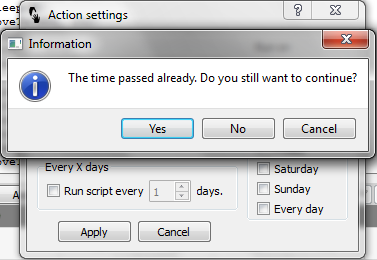 Action settings
Information
The time passed already. Do you still want to continue?
Yes
No
Cancel
Every X days
Run script every 1 days.
Saturday
Sunday
Every day
Apply
Cancel